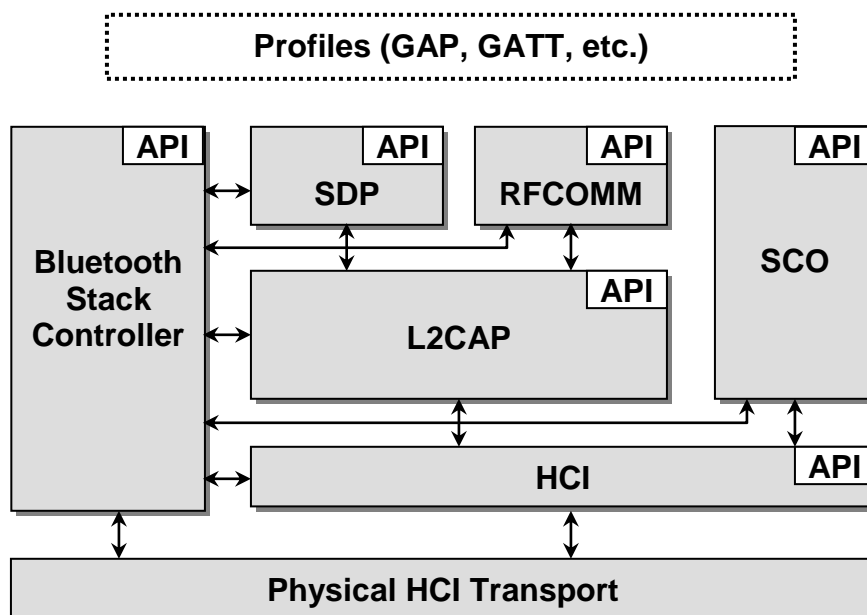 Profiles (GAP, GATT, etc.)
API
API
API
API
SDP
RFCOMM
Bluetooth
Stack
Controller
SCO
API
L2CAP
API
HCI
Physical HCI Transport